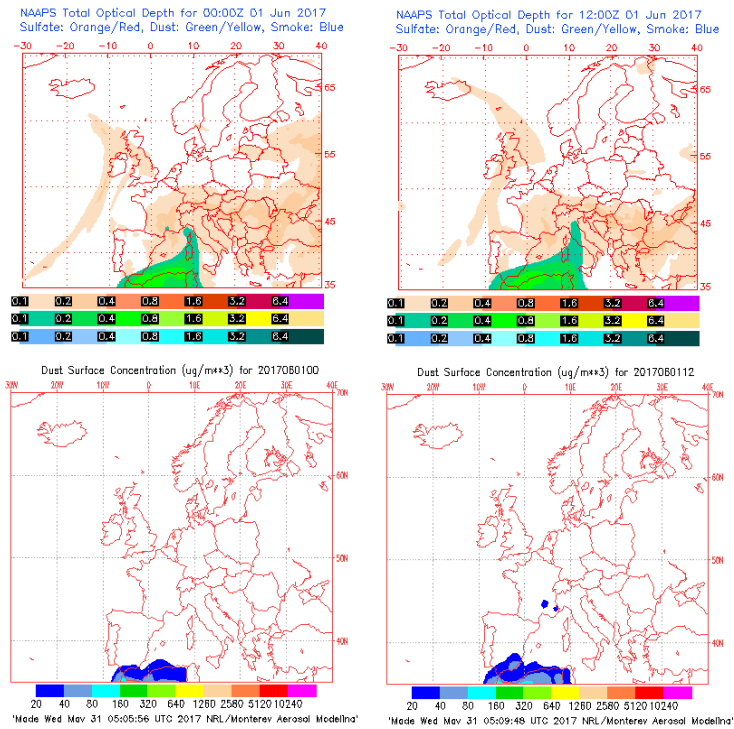 NAAPS Total Optical Depth for 00:00Z 01 Jun 2017
Sulfate: Orange/Red, Dust: Green/Yellow, Smoke: Blue
-30 -20 -10 0 10 20 30 40
65
55
45
35
0.1 0.2 0.4 0.8 1.6 3.2 6.4
0.1 0.2 0.4 0.8 1.6 3.2 6.4
0.1 0.2 0.4 0.8 1.6 3.2 6.4
NAAPS Total Optical Depth for 12:00Z 01 Jun 2017
Sulfate: Orange/Red, Dust: Green/Yellow, Smoke: Blue
-30 -20 -10 0 10 20 30 40
65
55
45
35
0.1 0.2 0.4 0.8 1.6 3.2 6.4
0.1 0.2 0.4 0.8 1.6 3.2 6.4
0.1 0.2 0.4 0.8 1.6 3.2 6.4
Dust Surface Concentration (ug/m**3) for 2017060100
30W 20W 10W 0 10E 20E 30E 40E
70N
60N
50N
40N
20 40 80 160 320 640 1280 2580 5120 10240
'Made Wed May 31 05:05:56 UTC 2017 NRL/Monterey Aerosol Modeling'
Dust Surface Concentration (ug/m**3) for 2017060112
30W 20W 10W 0 10E 20E 30E 40E
70N
60N
50N
40N
20 40 80 160 320 640 1280 2580 5120 10240
'Made Wed May 31 05:09:49 UTC 2017 NRL/Monterey Aerosol Modeling'